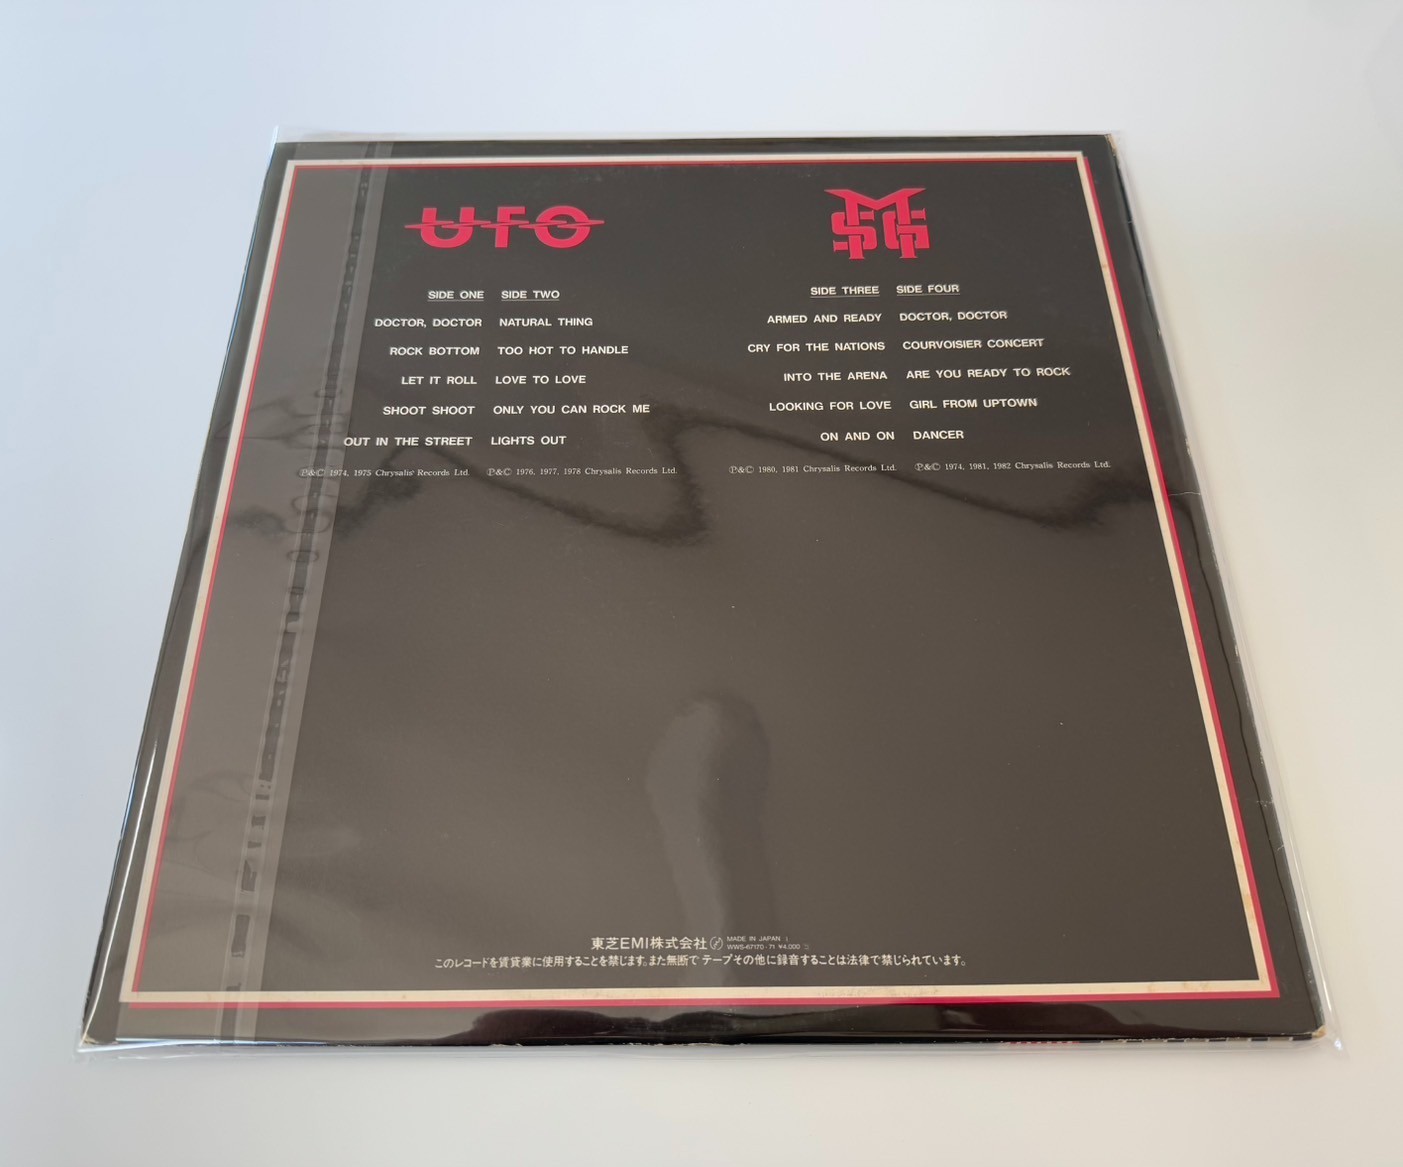 UFO
MSG
SIDE ONE SIDE TWO
DOCTOR, DOCTOR NATURAL THING
ROCK BOTTOM TOO HOT TO HANDLE
LET IT ROLL LOVE TO LOVE
SHOOT SHOOT ONLY YOU CAN ROCK ME
OUT IN THE STREET LIGHTS OUT
℗&© 1974, 1975 Chrysalis Records Ltd. ℗&© 1976, 1977, 1978 Chrysalis Records Ltd.
SIDE THREE SIDE FOUR
ARMED AND READY DOCTOR, DOCTOR
CRY FOR THE NATIONS COURVOISIER CONCERT
INTO THE ARENA ARE YOU READY TO ROCK
LOOKING FOR LOVE GIRL FROM UPTOWN
ON AND ON DANCER
℗&© 1980, 1981 Chrysalis Records Ltd. ℗&© 1974, 1981, 1982 Chrysalis Records Ltd.
東芝EMI株式会社
MADE IN JAPAN
WWS-67170・71 ¥4,000
このレコードを賃貸業に使用することを禁じます。また無断でテープその他に録音することは法律で禁じられています。